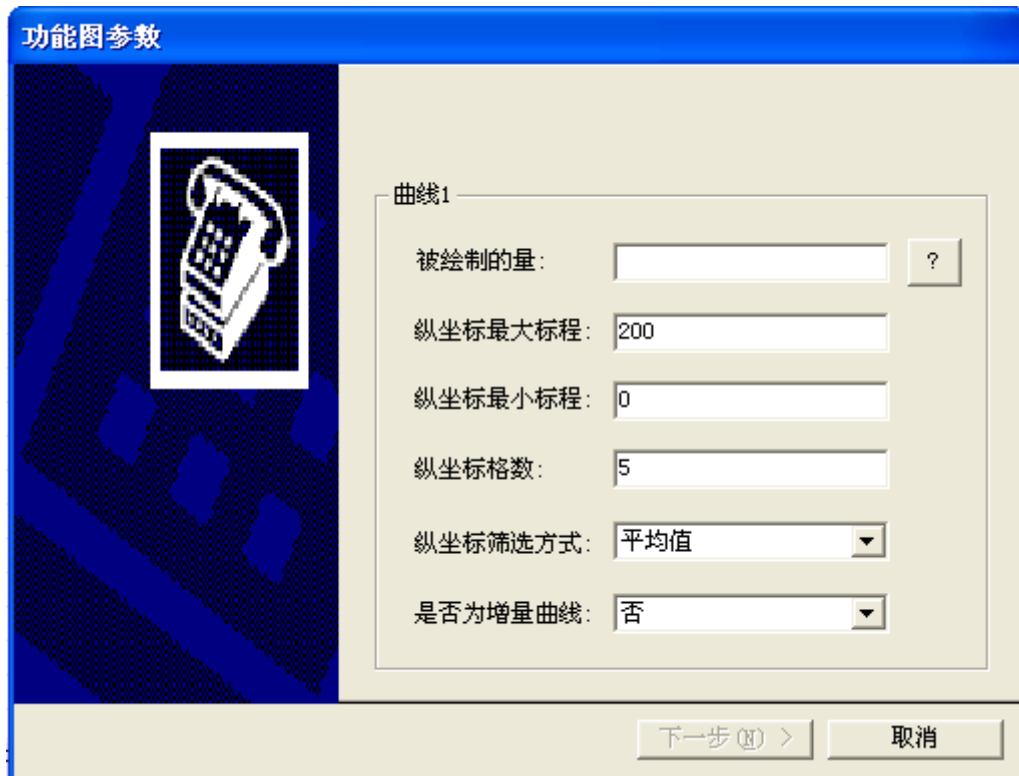 功能图参数
曲线1
被绘制的量: ?
纵坐标最大标程: 200
纵坐标最小标程: 0
纵坐标格数: 5
纵坐标筛选方式: 平均值
是否为增量曲线: 否
下一步(N) > 取消